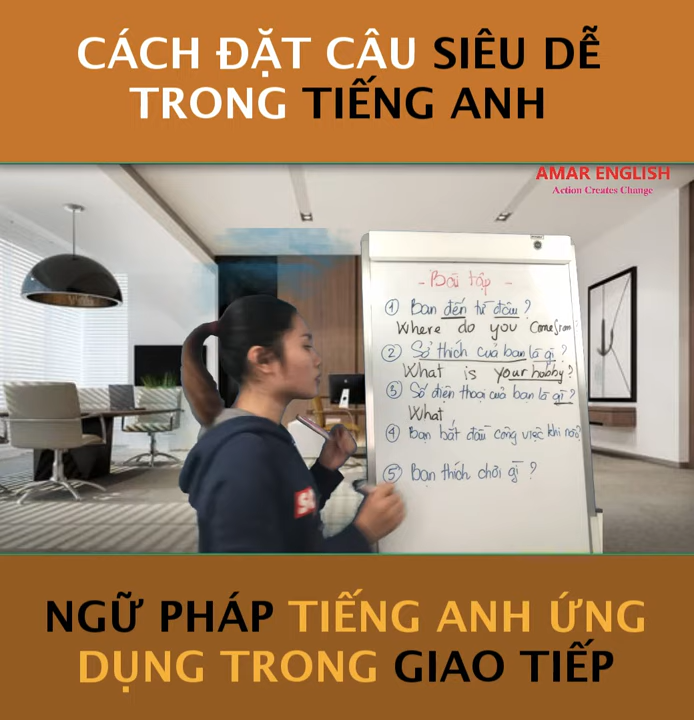 CÁCH ĐẶT CÂU SIÊU DỄ
TRONG TIẾNG ANH
AMAR ENGLISH
Action Creates Change
- Bài tập -
① Bạn đến từ đâu?
Where do you come from
② Sở thích của bạn là gì?
What is your hobby?
③ Số điện thoại của bạn là gì?
What
④ Bạn bắt đầu công việc khi nào?
⑤ Bạn thích chơi gì?
NGỮ PHÁP TIẾNG ANH ỨNG
DỤNG TRONG GIAO TIẾP